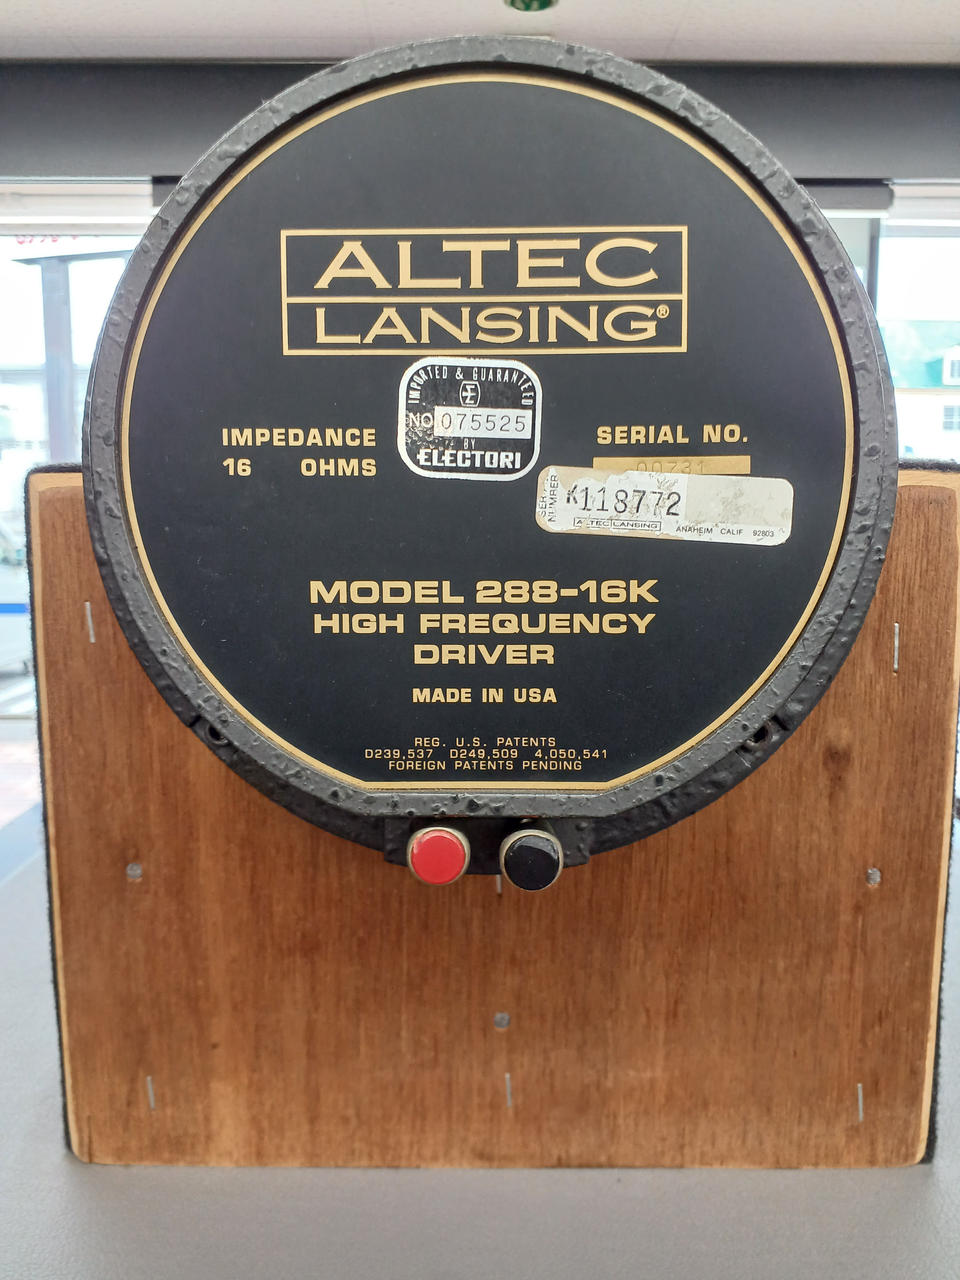 ALTEC
LANSING®
IMPORTED & GUARANTEED
NO 075525
BY
ELECTORI
IMPEDANCE
16 OHMS
SERIAL NO.
00731
SERIAL NUMBER
K118772
ALTEC LANSING
ANAHEIM CALIF 92803
MODEL 288-16K
HIGH FREQUENCY
DRIVER
MADE IN USA
REG. U.S. PATENTS
D239,537 D249,509 4,050,541
FOREIGN PATENTS PENDING